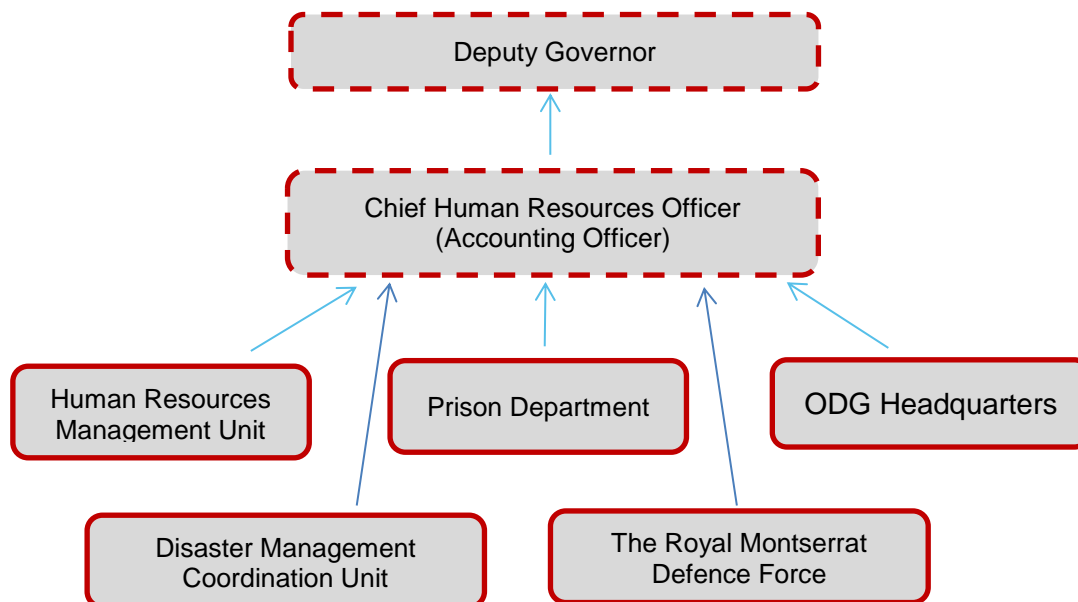 Deputy Governor
Chief Human Resources Officer
(Accounting Officer)
Human Resources
Management Unit
Prison Department
ODG Headquarters
Disaster Management
Coordination Unit
The Royal Montserrat
Defence Force